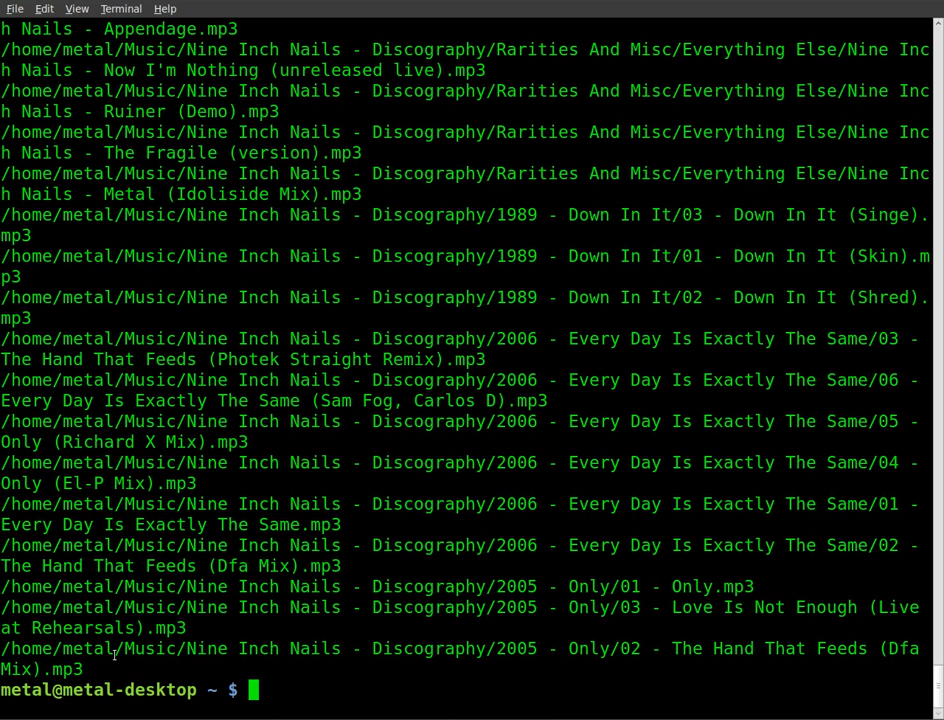 File Edit View Terminal Help
h Nails - Appendage.mp3
/home/metal/Music/Nine Inch Nails - Discography/Rarities And Misc/Everything Else/Nine Inc
h Nails - Now I'm Nothing (unreleased live).mp3
/home/metal/Music/Nine Inch Nails - Discography/Rarities And Misc/Everything Else/Nine Inc
h Nails - Ruiner (Demo).mp3
/home/metal/Music/Nine Inch Nails - Discography/Rarities And Misc/Everything Else/Nine Inc
h Nails - The Fragile (version).mp3
/home/metal/Music/Nine Inch Nails - Discography/Rarities And Misc/Everything Else/Nine Inc
h Nails - Metal (Idoliside Mix).mp3
/home/metal/Music/Nine Inch Nails - Discography/1989 - Down In It/03 - Down In It (Singe).
mp3
/home/metal/Music/Nine Inch Nails - Discography/1989 - Down In It/01 - Down In It (Skin).m
p3
/home/metal/Music/Nine Inch Nails - Discography/1989 - Down In It/02 - Down In It (Shred).
mp3
/home/metal/Music/Nine Inch Nails - Discography/2006 - Every Day Is Exactly The Same/03 -
The Hand That Feeds (Photek Straight Remix).mp3
/home/metal/Music/Nine Inch Nails - Discography/2006 - Every Day Is Exactly The Same/06 -
Every Day Is Exactly The Same (Sam Fog, Carlos D).mp3
/home/metal/Music/Nine Inch Nails - Discography/2006 - Every Day Is Exactly The Same/05 -
Only (Richard X Mix).mp3
/home/metal/Music/Nine Inch Nails - Discography/2006 - Every Day Is Exactly The Same/04 -
Only (El-P Mix).mp3
/home/metal/Music/Nine Inch Nails - Discography/2006 - Every Day Is Exactly The Same/01 -
Every Day Is Exactly The Same.mp3
/home/metal/Music/Nine Inch Nails - Discography/2006 - Every Day Is Exactly The Same/02 -
The Hand That Feeds (Dfa Mix).mp3
/home/metal/Music/Nine Inch Nails - Discography/2005 - Only/01 - Only.mp3
/home/metal/Music/Nine Inch Nails - Discography/2005 - Only/03 - Love Is Not Enough (Live
at Rehearsals).mp3
/home/metal/Music/Nine Inch Nails - Discography/2005 - Only/02 - The Hand That Feeds (Dfa
Mix).mp3
metal@metal-desktop ~ $